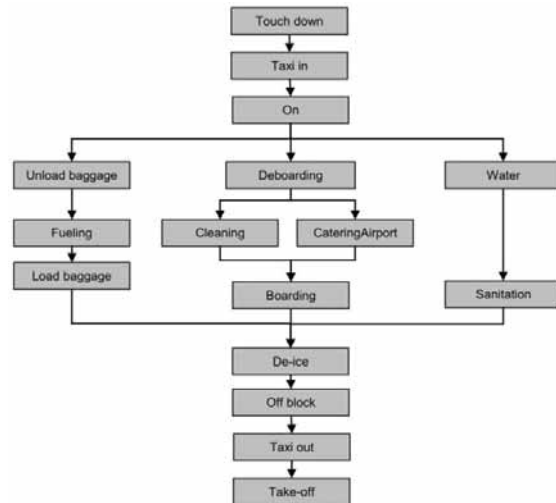 Touch down
Taxi in
On
Unload baggage
Deboarding
Water
Fueling
Cleaning
CateringAirport
Load baggage
Boarding
Sanitation
De-ice
Off block
Taxi out
Take-off